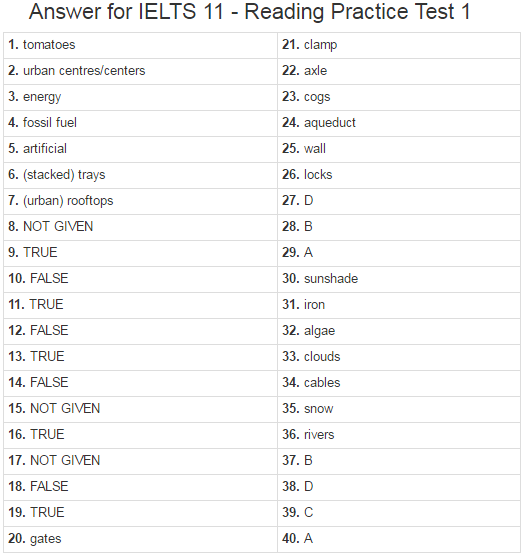 Answer for IELTS 11 - Reading Practice Test 1
1. tomatoes
2. urban centres/centers
3. energy
4. fossil fuel
5. artificial
6. (stacked) trays
7. (urban) rooftops
8. NOT GIVEN
9. TRUE
10. FALSE
11. TRUE
12. FALSE
13. TRUE
14. FALSE
15. NOT GIVEN
16. TRUE
17. NOT GIVEN
18. FALSE
19. TRUE
20. gates
21. clamp
22. axle
23. cogs
24. aqueduct
25. wall
26. locks
27. D
28. B
29. A
30. sunshade
31. iron
32. algae
33. clouds
34. cables
35. snow
36. rivers
37. B
38. D
39. C
40. A